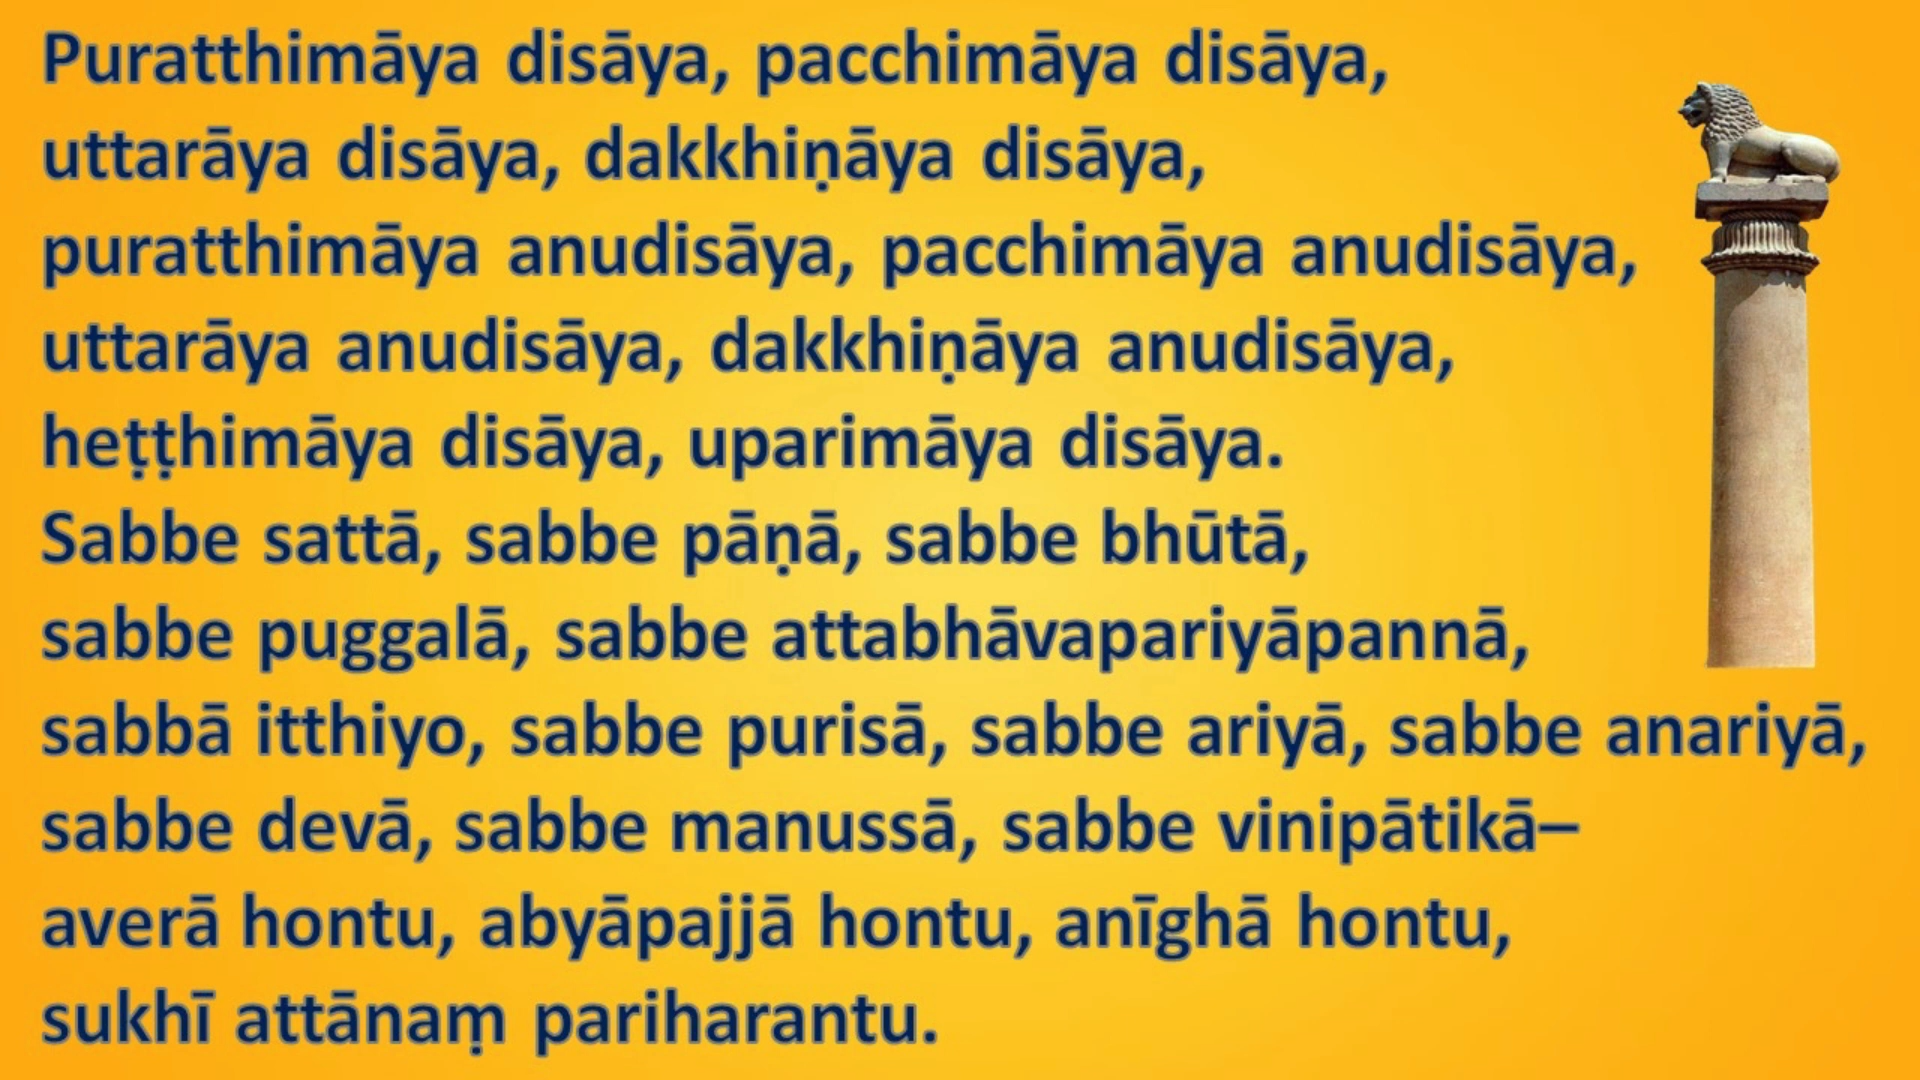 Puratthimāya disāya, pacchimāya disāya,
uttarāya disāya, dakkhiṇāya disāya,
puratthimāya anudisāya, pacchimāya anudisāya,
uttarāya anudisāya, dakkhiṇāya anudisāya,
heṭṭhimāya disāya, uparimāya disāya.
Sabbe sattā, sabbe pāṇā, sabbe bhūtā,
sabbe puggalā, sabbe attabhāvapariyāpannā,
sabbā itthiyo, sabbe purisā, sabbe ariyā, sabbe anariyā,
sabbe devā, sabbe manussā, sabbe vinipātikā–
averā hontu, abyāpajjā hontu, anīghā hontu,
sukhī attānaṃ pariharantu.